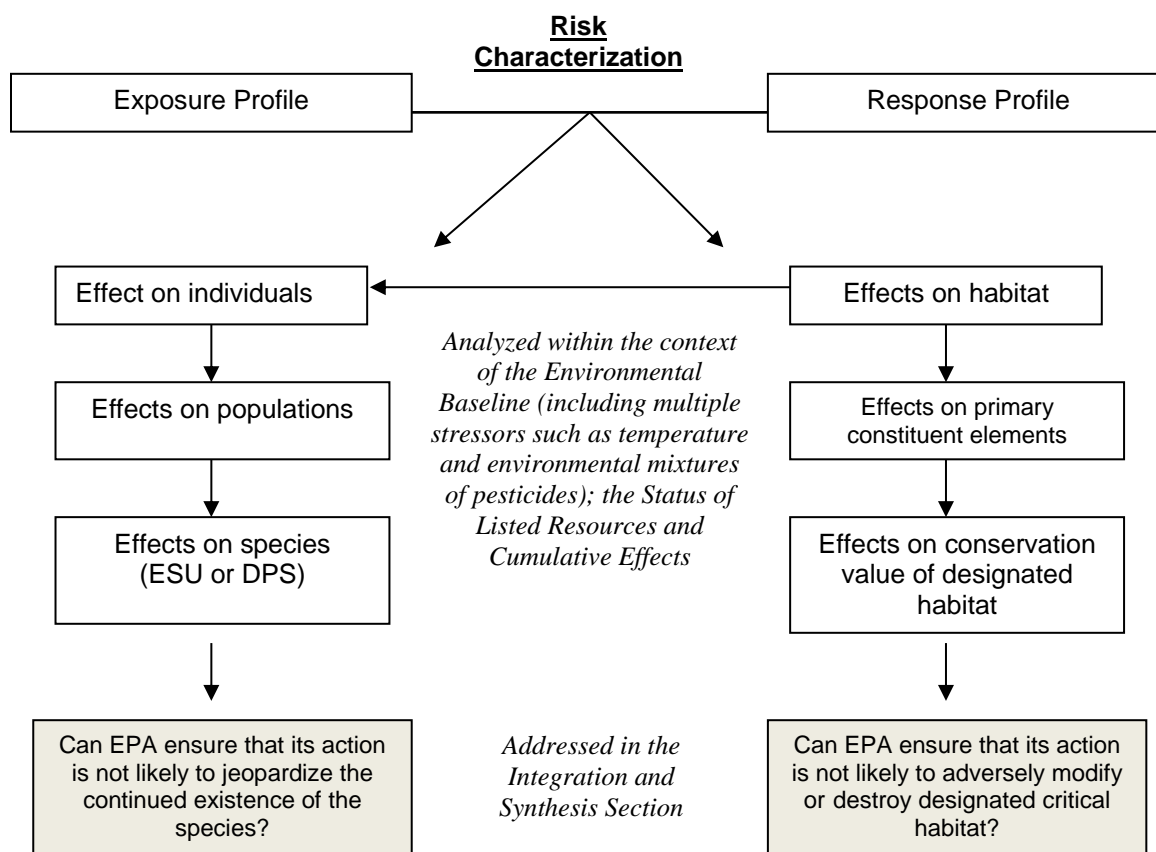 Risk
Characterization
Exposure Profile
Response Profile
Effect on individuals
Effects on habitat
Analyzed within the context
of the Environmental
Baseline (including multiple
stressors such as temperature
and environmental mixtures
of pesticides); the Status of
Listed Resources and
Cumulative Effects
Effects on populations
Effects on primary
constituent elements
Effects on species
(ESU or DPS)
Effects on conservation
value of designated
habitat
Can EPA ensure that its action
is not likely to jeopardize the
continued existence of the
species?
Addressed in the
Integration and
Synthesis Section
Can EPA ensure that its action
is not likely to adversely modify
or destroy designated critical
habitat?